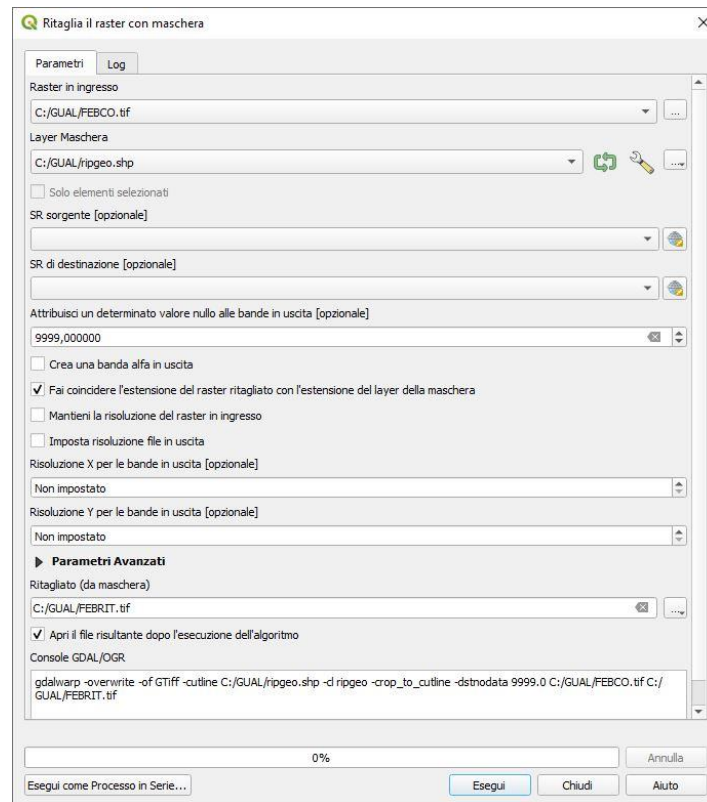 Ritaglia il raster con maschera
Parametri
Log
Raster in ingresso
C:/GUAL/FEBCO.tif
...
Layer Maschera
C:/GUAL/ripgeo.shp
...
Solo elementi selezionati
SR sorgente [opzionale]
SR di destinazione [opzionale]
Attribuisci un determinato valore nullo alle bande in uscita [opzionale]
9999,000000
Crea una banda alfa in uscita
Fai coincidere l'estensione del raster ritagliato con l'estensione del layer della maschera
Mantieni la risoluzione del raster in ingresso
Imposta risoluzione file in uscita
Risoluzione X per le bande in uscita [opzionale]
Non impostato
Risoluzione Y per le bande in uscita [opzionale]
Non impostato
Parametri Avanzati
Ritagliato (da maschera)
C:/GUAL/FEBRIT.tif
...
Apri il file risultante dopo l'esecuzione dell'algoritmo
Console GDAL/OGR
gdalwarp -overwrite -of GTiff -cutline C:/GUAL/ripgeo.shp -cl ripgeo -crop_to_cutline -dstnodata 9999.0 C:/GUAL/FEBCO.tif C:/
GUAL/FEBRIT.tif
0%
Annulla
Esegui come Processo in Serie...
Esegui
Chiudi
Aiuto